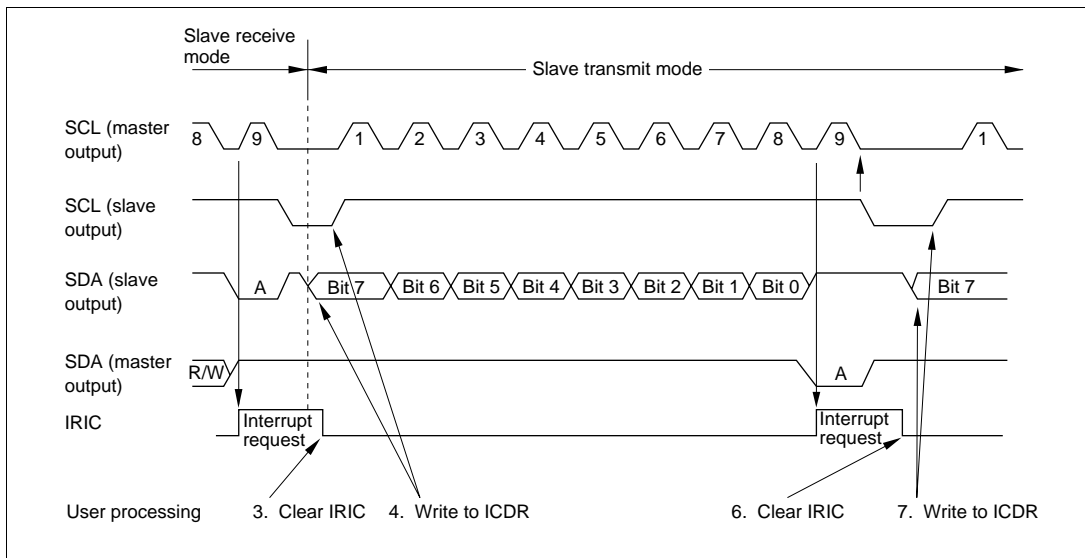 Slave receive
mode
Slave transmit mode
SCL (master
output)
8 9 1 2 3 4 5 6 7 8 9 1
SCL (slave
output)
SDA (slave
output)
A Bit 7 Bit 6 Bit 5 Bit 4 Bit 3 Bit 2 Bit 1 Bit 0 Bit 7
SDA (master
output)
R/W A
IRIC
Interrupt
request
Interrupt
request
User processing 3. Clear IRIC 4. Write to ICDR 6. Clear IRIC 7. Write to ICDR